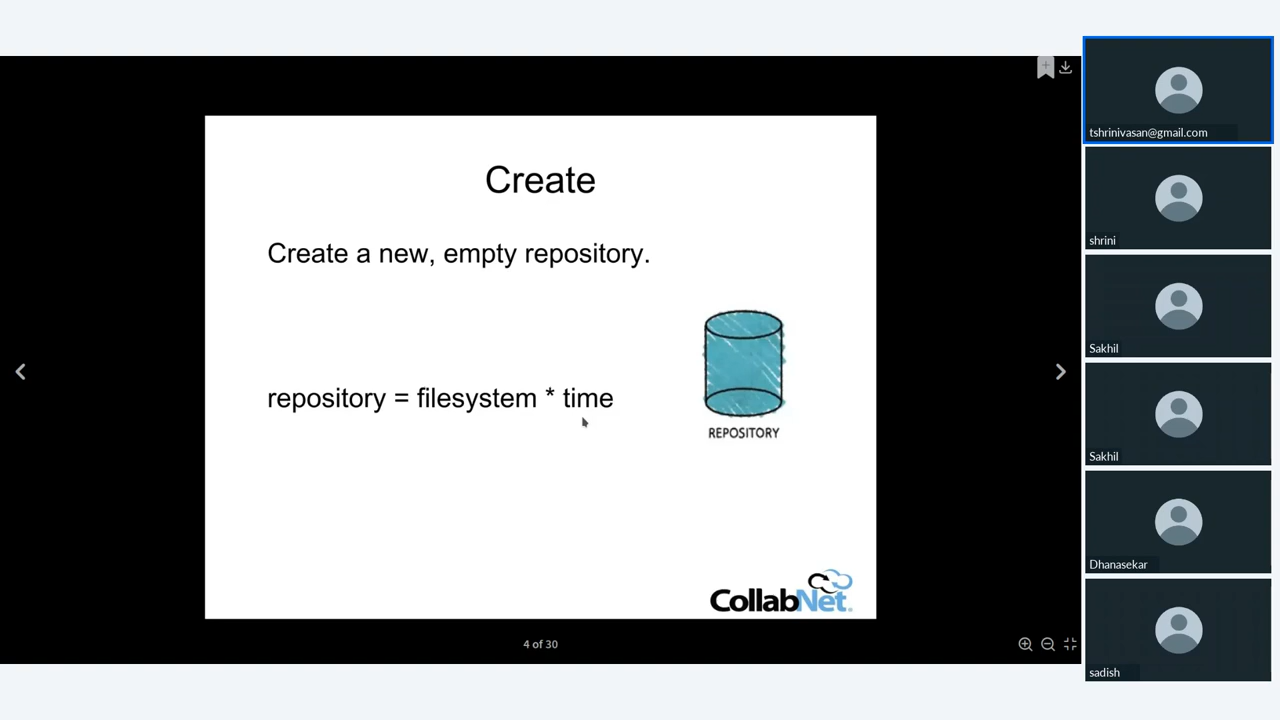 Create
Create a new, empty repository.
repository = filesystem * time
REPOSITORY
CollabNet.
4 of 30
tshrinivasan@gmail.com
shrini
Sakhil
Sakhil
Dhanasekar
sadish